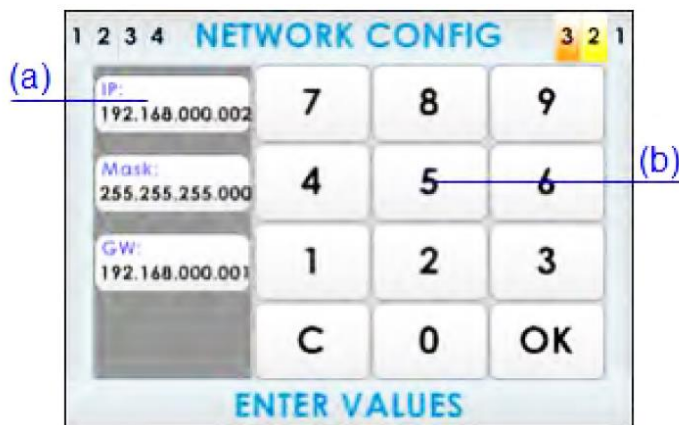 1 2 3 4 NETWORK CONFIG 3 2 1
(a)
IP:
192.168.000.002
7 8 9
Mask:
255.255.255.000
4 5 6
(b)
GW:
192.168.000.001
1 2 3
C 0 OK
ENTER VALUES